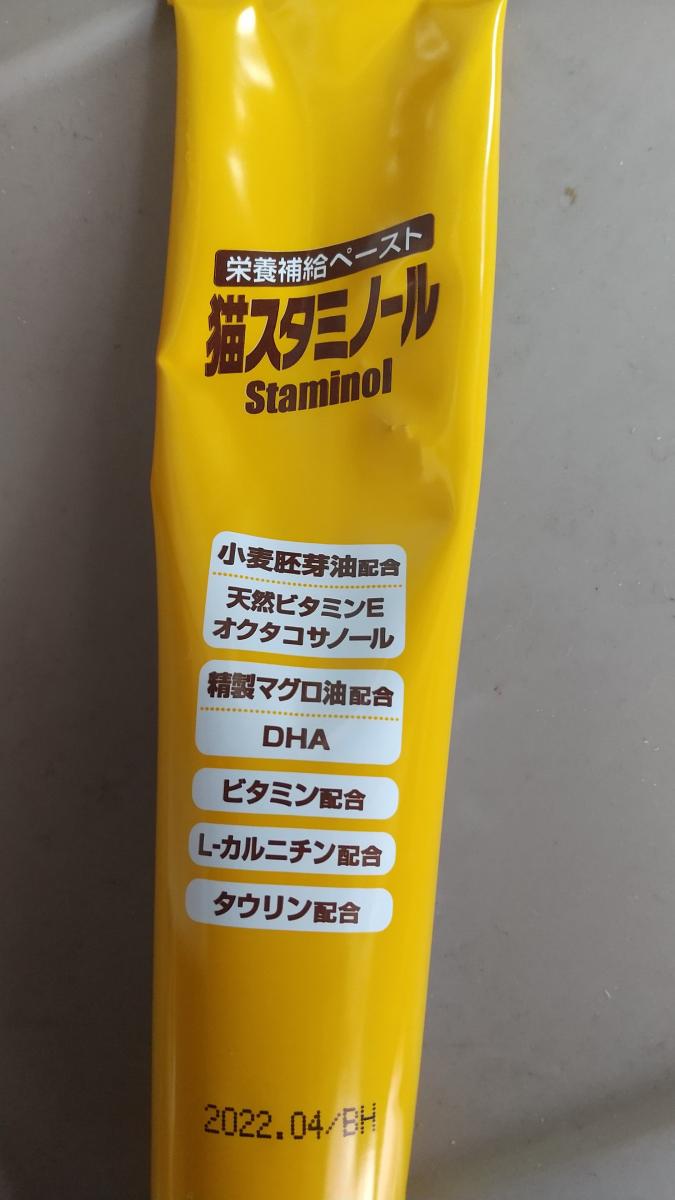 栄養補給ペースト
猫スタミノール
Staminol
小麦胚芽油配合
天然ビタミンE
オクタコサノール
精製マグロ油配合
DHA
ビタミン配合
L-カルニチン配合
タウリン配合
2022.04/BH